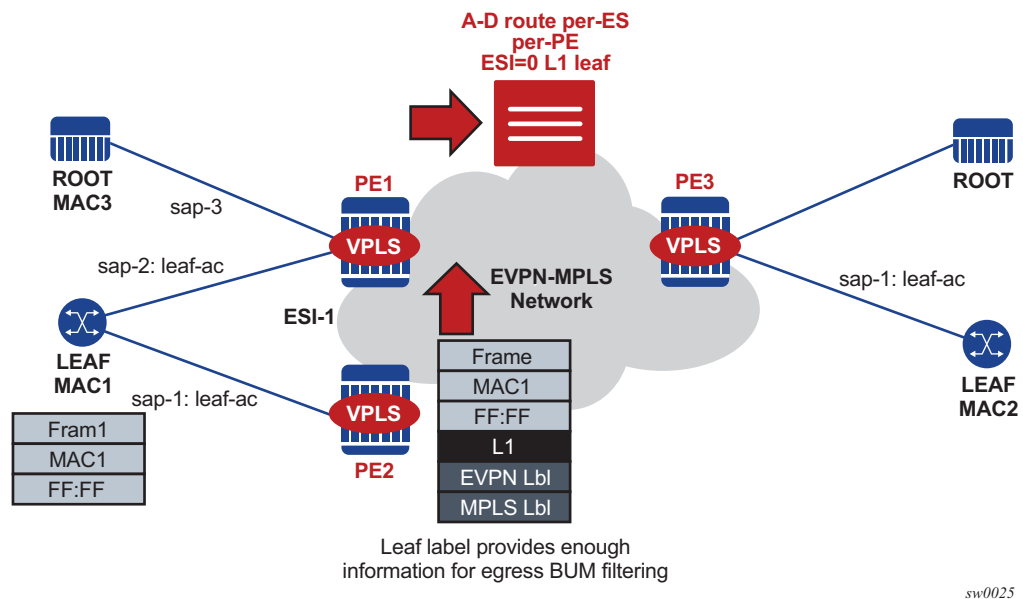 A-D route per-ES
per-PE
ESI=0 L1 leaf
ROOT
MAC3
sap-3
PE1
VPLS
PE3
VPLS
ROOT
sap-2: leaf-ac
EVPN-MPLS
Network
sap-1: leaf-ac
ESI-1
LEAF
MAC1
sap-1: leaf-ac
VPLS
PE2
LEAF
MAC2
Fram1
MAC1
FF:FF
Frame
MAC1
FF:FF
L1
EVPN Lbl
MPLS Lbl
Leaf label provides enough
information for egress BUM filtering
sw0025